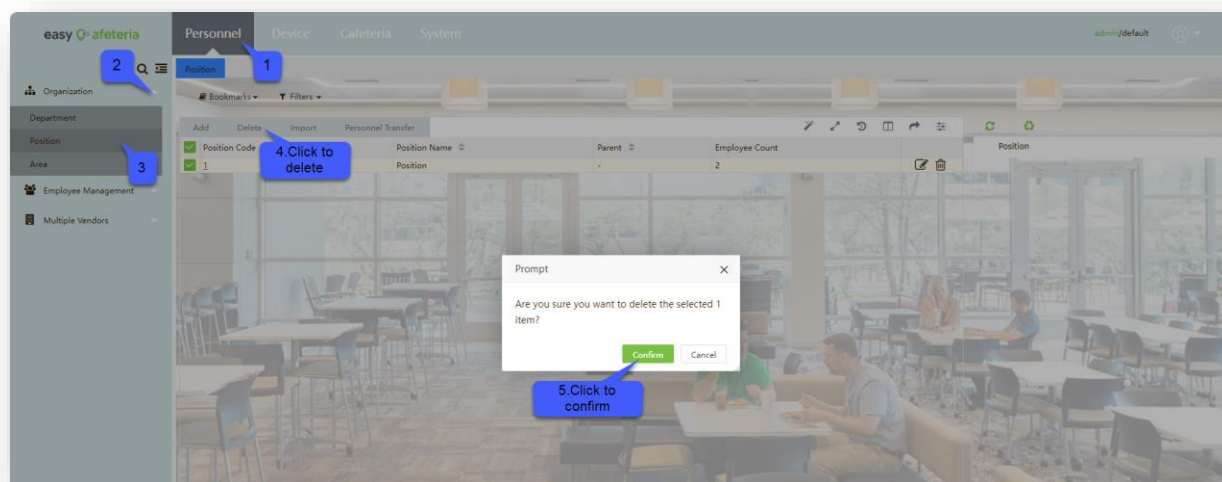 easy afeteria
Personnel Device Cafeteria System
admin/default
1
2
Position
Organization
Bookmarks Filters
Department
Add Delete Import Personnel Transfer
Position
Position Code Position Name Parent Employee Count
Position
4.Click to
delete
Area
3
1 Position - 2
Employee Management
Multiple Vendors
Prompt
Are you sure you want to delete the selected 1
item?
Confirm Cancel
5.Click to
confirm